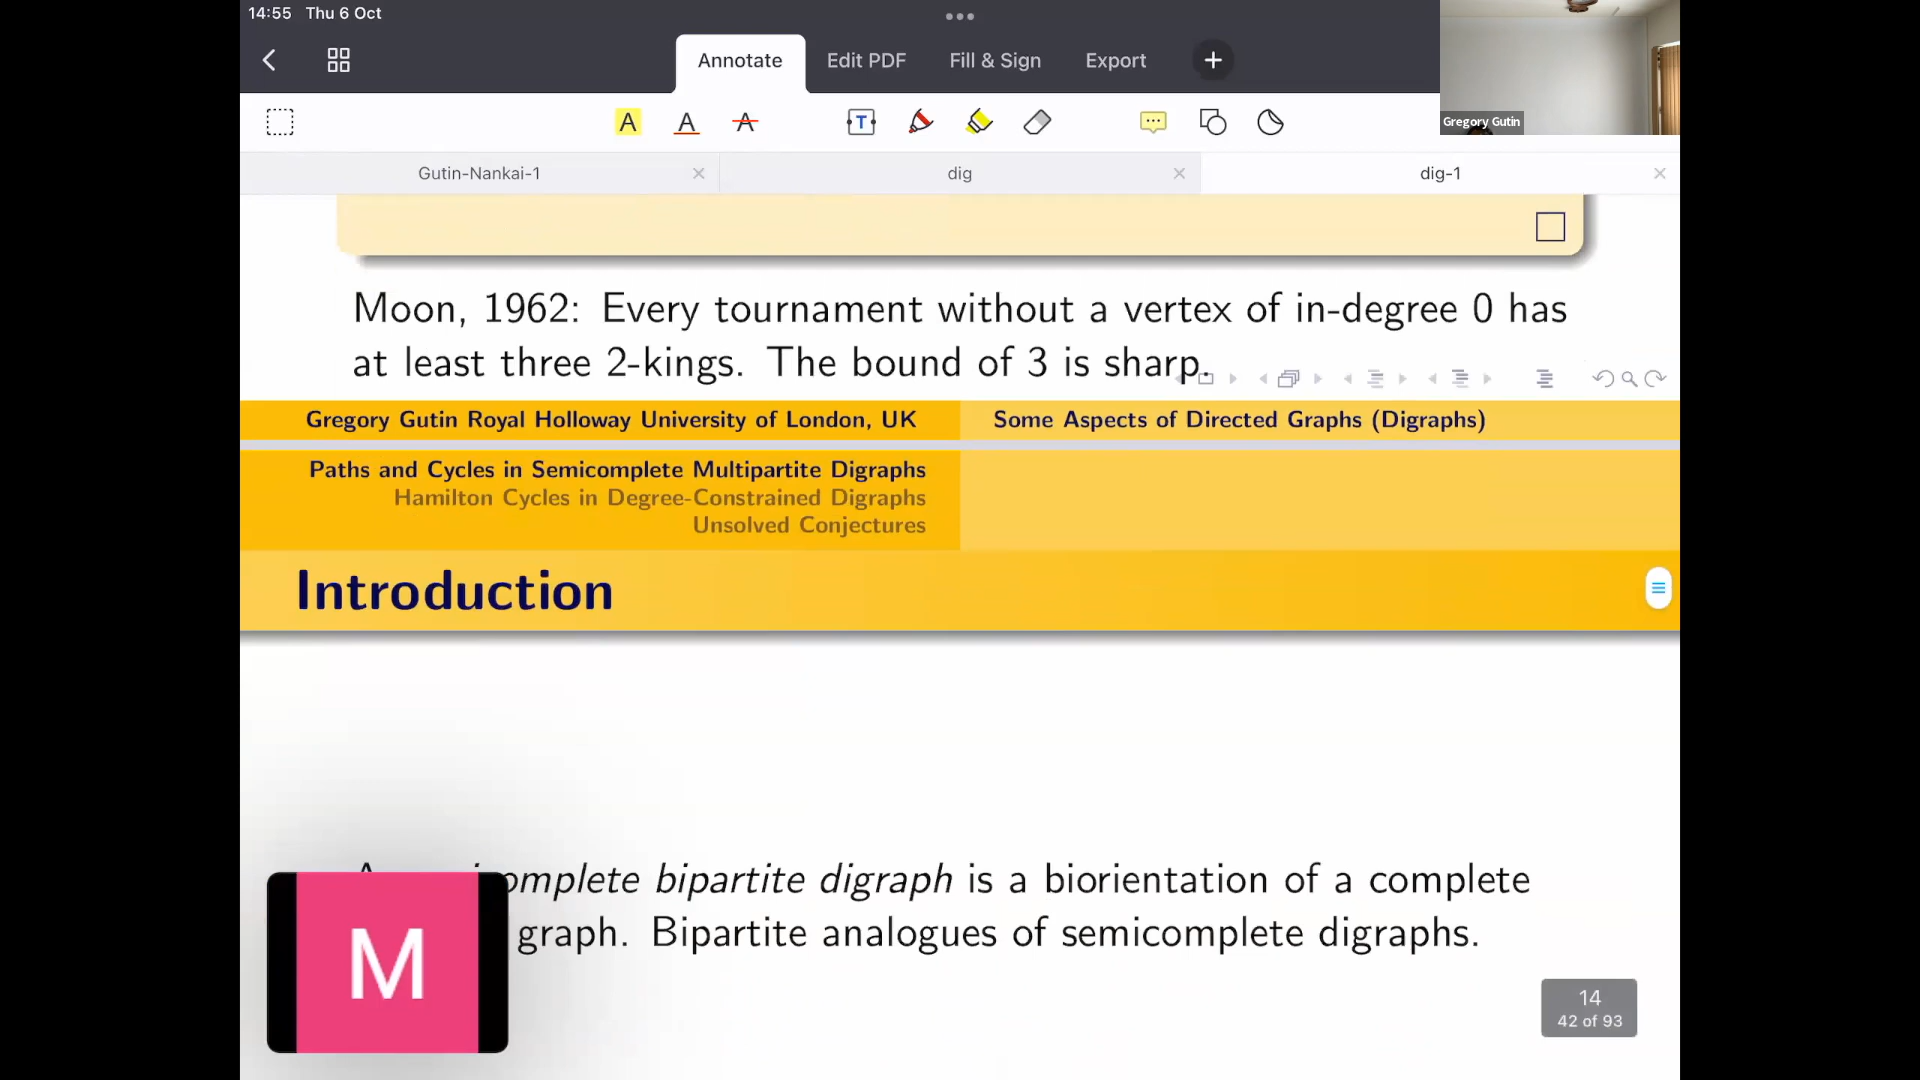 14:55 Thu 6 Oct
Annotate Edit PDF Fill & Sign Export
A A A T
Gregory Gutin
Gutin-Nankai-1 dig dig-1
Moon, 1962: Every tournament without a vertex of in-degree 0 has
at least three 2-kings. The bound of 3 is sharp.
Gregory Gutin Royal Holloway University of London, UK Some Aspects of Directed Graphs (Digraphs)
Paths and Cycles in Semicomplete Multipartite Digraphs
Hamilton Cycles in Degree-Constrained Digraphs
Unsolved Conjectures
Introduction
bipartite digraph is a biorientation of a complete
graph. Bipartite analogues of semicomplete digraphs.
M
14
42 of 93